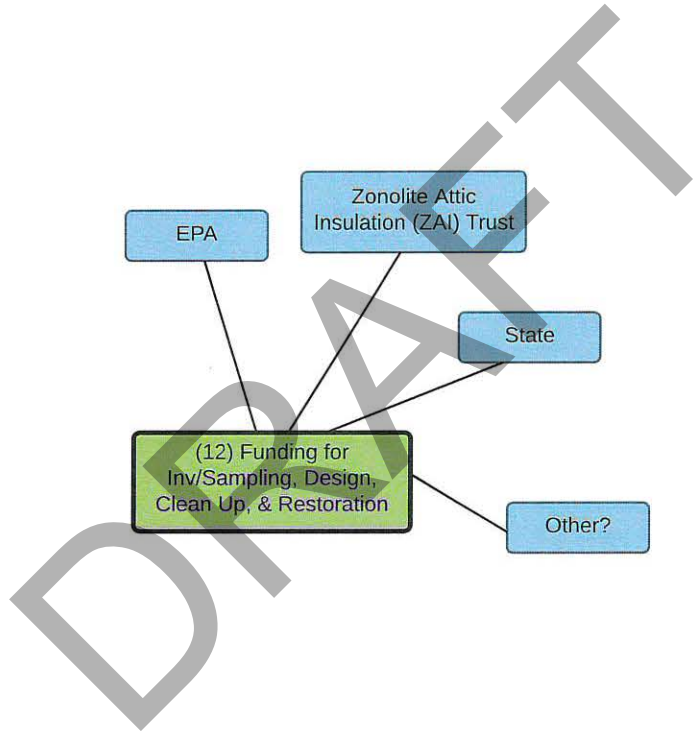 Zonolite Attic
Insulation (ZAI) Trust
EPA
State
(12) Funding for
Inv/Sampling, Design,
Clean Up, & Restoration
Other?
DRAFT